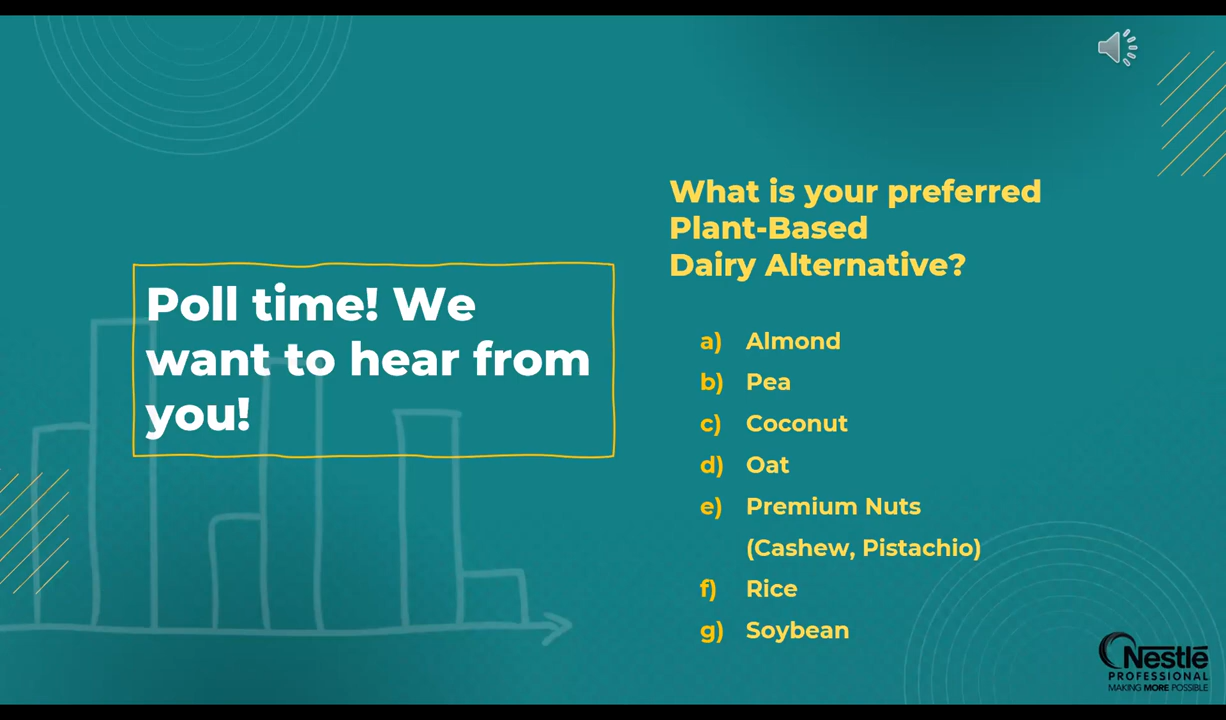 Poll time! We
want to hear from
you!
What is your preferred
Plant-Based
Dairy Alternative?
a) Almond
b) Pea
c) Coconut
d) Oat
e) Premium Nuts
(Cashew, Pistachio)
f) Rice
g) Soybean
Nestlé
PROFESSIONAL
MAKING MORE POSSIBLE